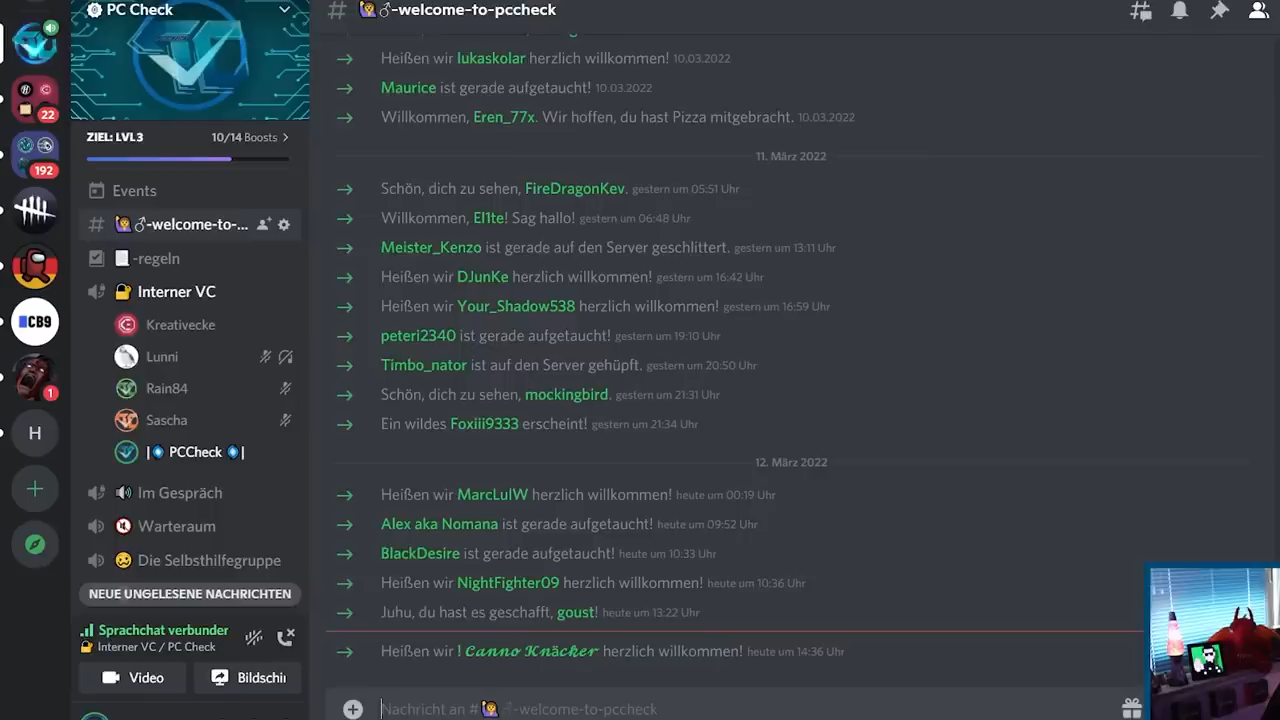 PC Check
🙋♂-welcome-to-pccheck
Heißen wir lukaskolar herzlich willkommen! 10.03.2022
Maurice ist gerade aufgetaucht! 10.03.2022
Willkommen, Eren_77x. Wir hoffen, du hast Pizza mitgebracht. 10.03.2022
11. März 2022
Schön, dich zu sehen, FireDragonKev. gestern um 05:51 Uhr
Willkommen, El1te! Sag hallo! gestern um 06:48 Uhr
Meister_Kenzo ist gerade auf den Server geschlittert. gestern um 13:11 Uhr
Heißen wir DJunKe herzlich willkommen! gestern um 16:42 Uhr
Heißen wir Your_Shadow538 herzlich willkommen! gestern um 16:59 Uhr
peteri2340 ist gerade aufgetaucht! gestern um 19:10 Uhr
Timbo_nator ist auf den Server gehüpft. gestern um 20:50 Uhr
Schön, dich zu sehen, mockingbird. gestern um 21:31 Uhr
Ein wildes Foxiii9333 erscheint! gestern um 21:34 Uhr
12. März 2022
Heißen wir MarcLulW herzlich willkommen! heute um 00:19 Uhr
Alex aka Nomana ist gerade aufgetaucht! heute um 09:52 Uhr
BlackDesire ist gerade aufgetaucht! heute um 10:33 Uhr
Heißen wir NightFighter09 herzlich willkommen! heute um 10:36 Uhr
Juhu, du hast es geschafft, goust! heute um 13:22 Uhr
Heißen wir ! 𝓒𝓪𝓷𝓷𝓸 𝓚𝓷ä𝓬𝓴𝓮𝓻 herzlich willkommen! heute um 14:36 Uhr
Nachricht an #🙋♂-welcome-to-pccheck
ZIEL: LVL3 10/14 Boosts
Events
🙋♂-welcome-to-...
-regeln
Interner VC
Kreativecke
Lunni
Rain84
Sascha
| PCCheck |
Im Gespräch
Warteraum
Die Selbsthilfegruppe
NEUE UNGELESENE NACHRICHTEN
Sprachchat verbunder
Interner VC / PC Check
Video Bildschi
22
192
CB9
1
H